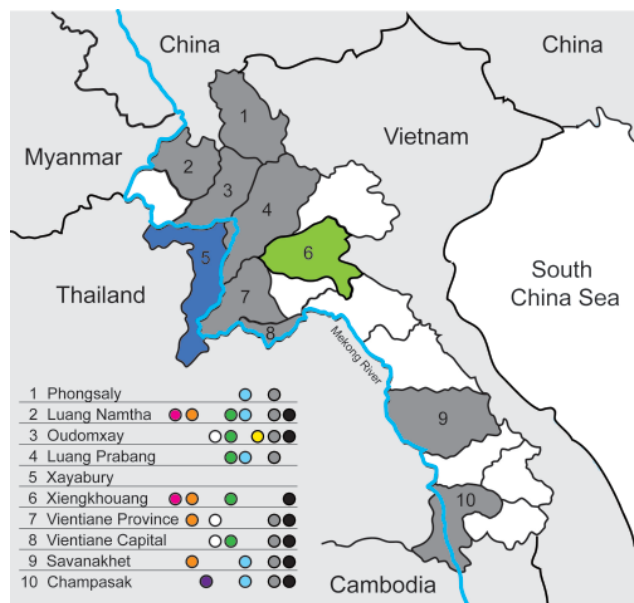 China
China
1
Vietnam
Myanmar
2
3
4
6
5
South
China Sea
Thailand
7
8
Mekong River
9
10
Cambodia
1 Phongsaly
2 Luang Namtha
3 Oudomxay
4 Luang Prabang
5 Xayabury
6 Xiengkhouang
7 Vientiane Province
8 Vientiane Capital
9 Savanakhet
10 Champasak